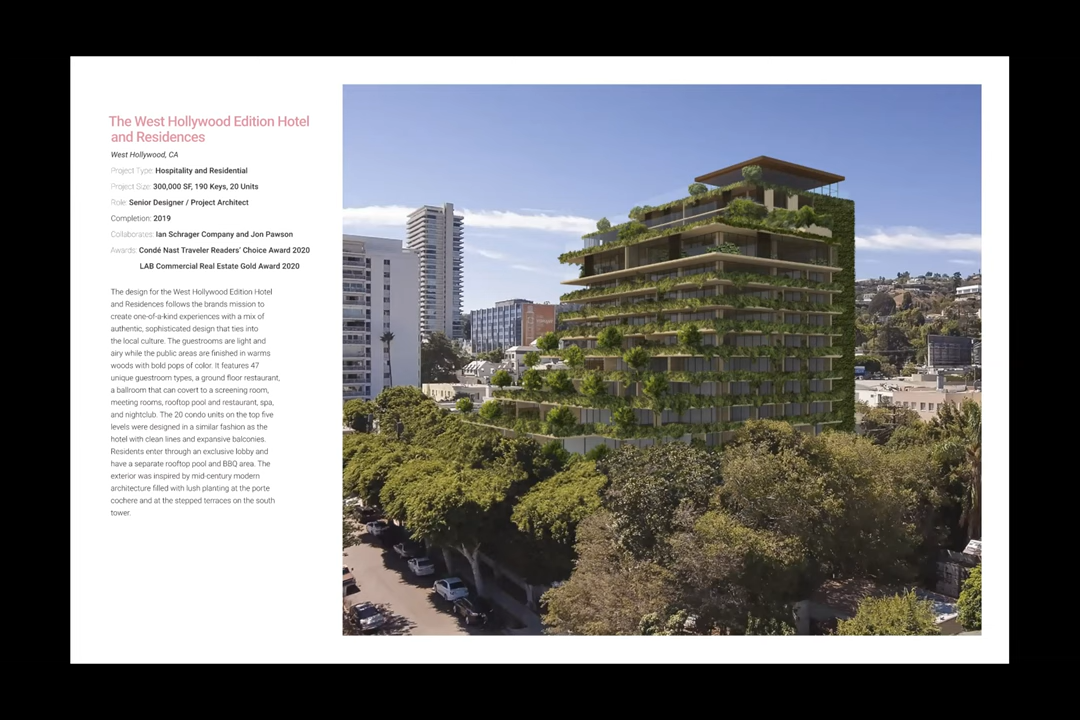 The West Hollywood Edition Hotel
and Residences
West Hollywood, CA
Project Type: Hospitality and Residential
Project Size: 300,000 SF, 190 Keys, 20 Units
Role: Senior Designer / Project Architect
Completion: 2019
Collaborates: Ian Schrager Company and Jon Pawson
Awards: Condé Nast Traveler Readers' Choice Award 2020
LAB Commercial Real Estate Gold Award 2020
The design for the West Hollywood Edition Hotel
and Residences follows the brands mission to
create one-of-a-kind experiences with a mix of
authentic, sophisticated design that ties into
the local culture. The guestrooms are light and
airy while the public areas are finished in warms
woods with bold pops of color. It features 47
unique guestroom types, a ground floor restaurant,
a ballroom that can covert to a screening room,
meeting rooms, rooftop pool and restaurant, spa,
and nightclub. The 20 condo units on the top five
levels were designed in a similar fashion as the
hotel with clean lines and expansive balconies.
Residents enter through an exclusive lobby and
have a separate rooftop pool and BBQ area. The
exterior was inspired by mid-century modern
architecture filled with lush planting at the porte
cochere and at the stepped terraces on the south
tower.